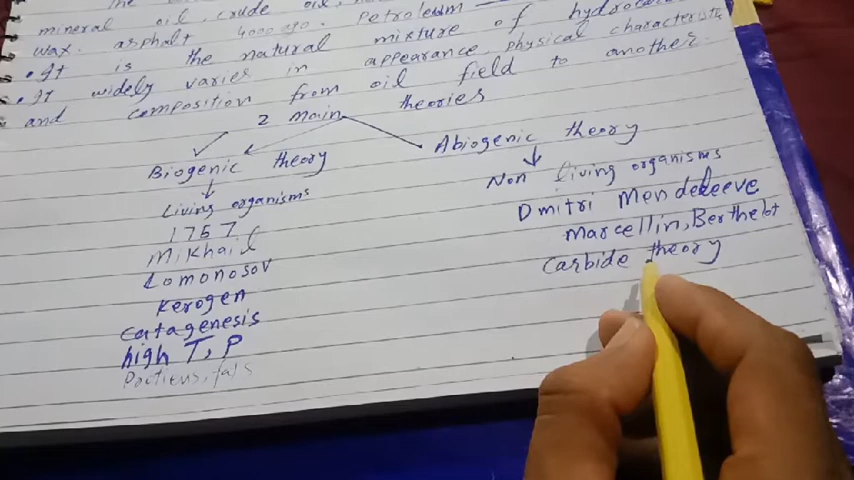 mineral oil, crude oil,
wax. asphalt 4000 ago. Petroleum
• It is the natural mixture of
• It widely varies in appearance, physical characteristic
and composition from oil field to another.
2 main theories
Biogenic theory
Living organisms
1757
Mikhail
Lomonosov
Kerogen
Catagenesis
high T, P
Abiogenic theory
Non living organisms
Dmitri Mendeleeve
Marcellin, Berthelot
Carbide theory